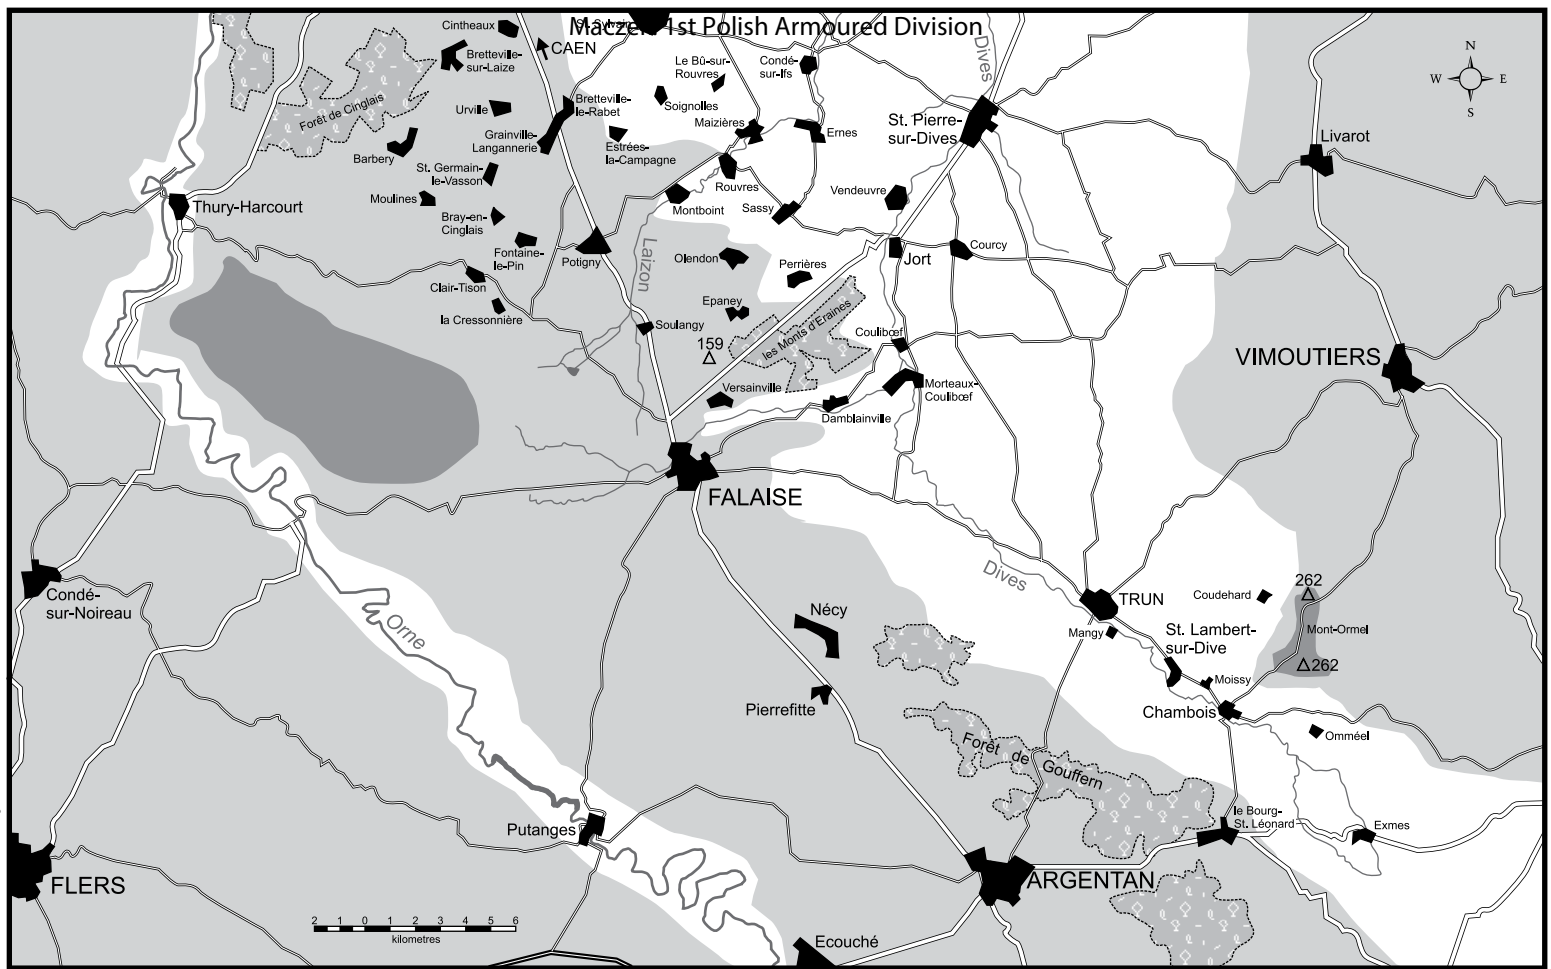 Maczek 1st Polish Armoured Division
St. Sylvain
Cintheaux
CAEN
Bretteville-
sur-Laize
Le Bû-sur-
Rouvres
Condé-
sur-Ifs
Dives
N
W
E
S
Forêt de Cinglais
Urville
Bretteville-
le-Rabet
Soignolles
Maizières
Ernes
St. Pierre-
sur-Dives
Livarot
Grainville-
Langannerie
Estrées-
la-Campagne
Barbery
St. Germain-
le-Vasson
Rouvres
Vendeuvre
Moulines
Montboint
Sassy
Thury-Harcourt
Bray-en-
Cinglais
Fontaine-
le-Pin
Potigny
Laizon
Olendon
Perrières
Jort
Courcy
Clair-Tison
la Cressonnière
Epaney
Soulangy
les Monts d'Eraines
Coulibœf
159
VIMOUTIERS
Versainville
Morteaux-
Coulibœf
Damblainville
FALAISE
Condé-
sur-Noireau
Orne
Dives
Nécy
TRUN
Coudehard
262
Mangy
St. Lambert-
sur-Dive
Mont-Ormel
262
Moissy
Pierrefitte
Chambois
Omméel
Forêt de Gouffern
Putanges
le Bourg-
St. Léonard
Exmes
FLERS
ARGENTAN
2 1 0 1 2 3 4 5 6
kilometres
Ecouché